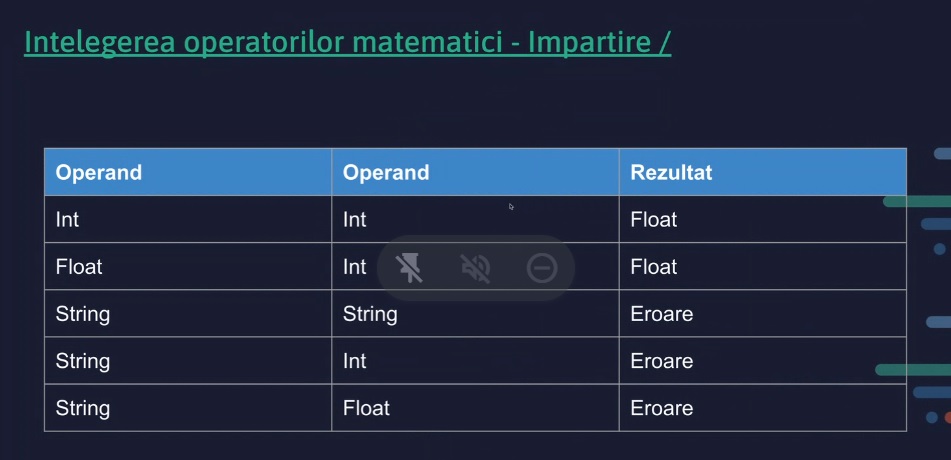 Intelegerea operatorilor matematici - Impartire /
Operand Operand Rezultat
Int Int Float
Float Int Float
String String Eroare
String Int Eroare
String Float Eroare